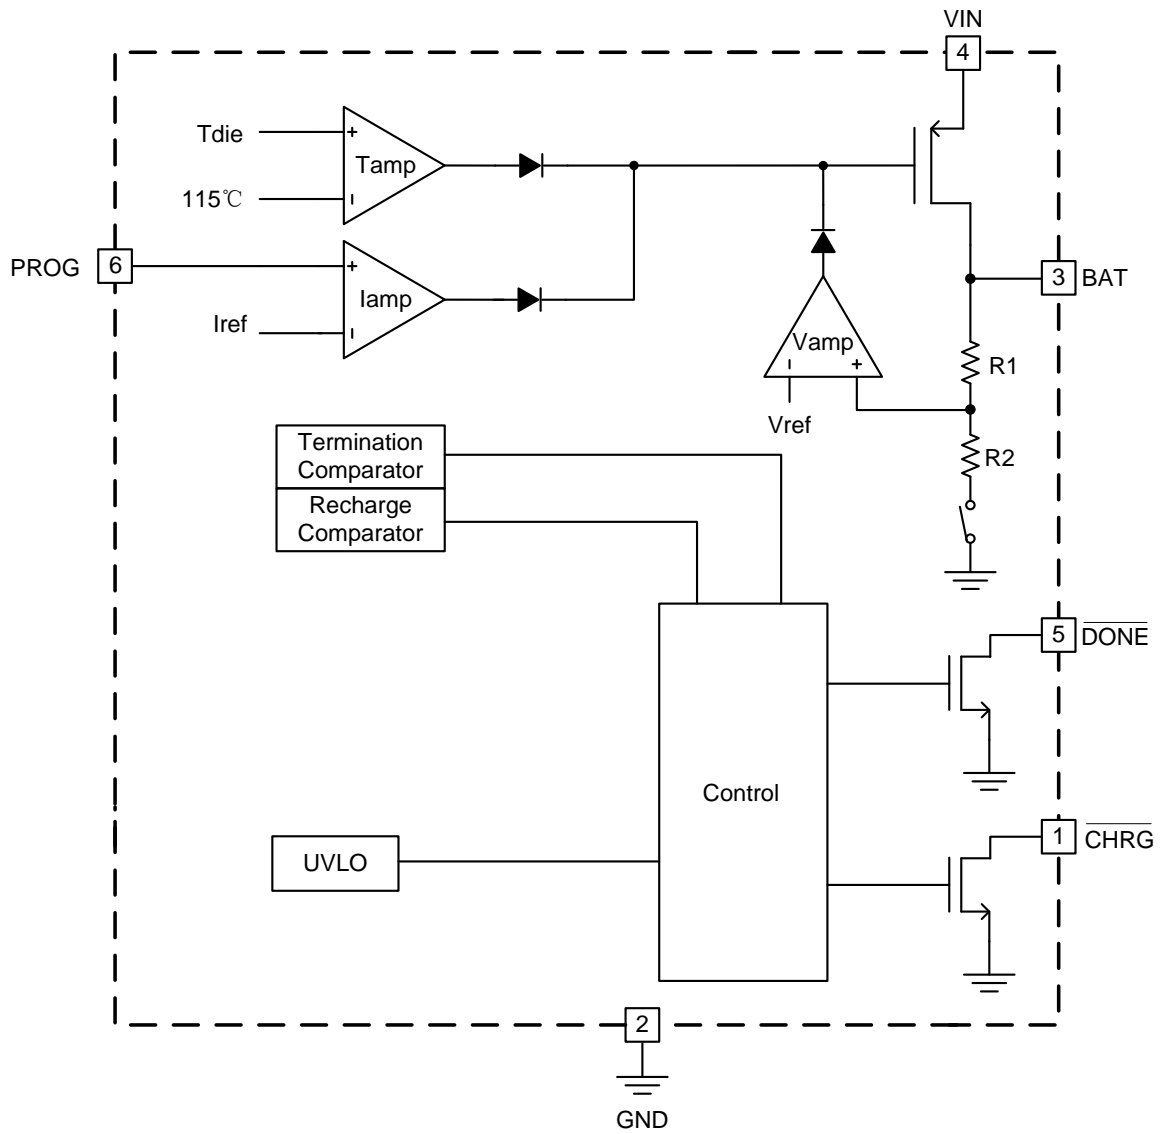 VIN
4
Tdie
+
Tamp
115℃
-
PROG
6
+
Iamp
Iref
-
3
BAT
Vamp
-
+
R1
Vref
R2
Termination
Comparator
Recharge
Comparator
5
DONE
Control
1
CHRG
UVLO
2
GND